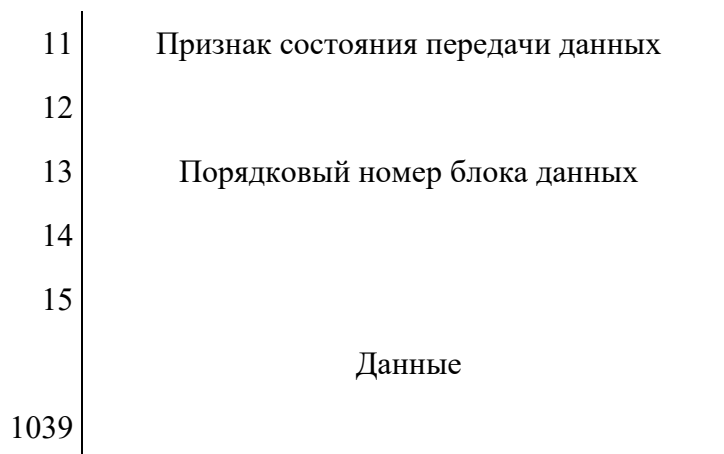 11 Признак состояния передачи данных
12
13 Порядковый номер блока данных
14
15
Данные
1039